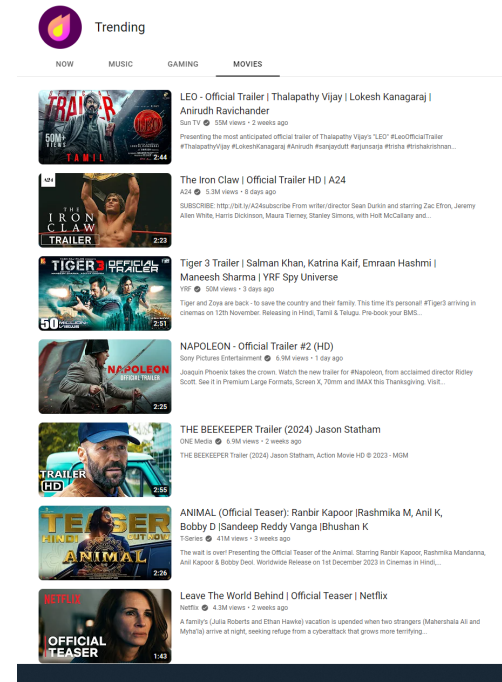 Trending
NOW MUSIC GAMING MOVIES
TRAILER
50M+
VIEWS
TAMIL
2:44
LEO - Official Trailer | Thalapathy Vijay | Lokesh Kanagaraj |
Anirudh Ravichander
Sun TV 55M views • 2 weeks ago
Presenting the most anticipated official trailer of Thalapathy Vijay's "LEO" #LeoOfficialTrailer
#ThalapathyVijay #LokeshKanagaraj #Anirudh #sanjaydutt #arjunsarja #trisha #trishakrishnan...
A24
THE
IRON
CLAW
TRAILER
2:23
The Iron Claw | Official Trailer HD | A24
A24 5.3M views • 8 days ago
SUBSCRIBE: http://bit.ly/A24subscribe From writer/director Sean Durkin and starring Zac Efron, Jeremy
Allen White, Harris Dickinson, Maura Tierney, Stanley Simons, with Holt McCallany and...
TIGER 3 OFFICIAL
TRAILER
50 MILLION+
VIEWS
2:51
Tiger 3 Trailer | Salman Khan, Katrina Kaif, Emraan Hashmi |
Maneesh Sharma | YRF Spy Universe
YRF 50M views • 3 days ago
Tiger and Zoya are back - to save the country and their family. This time it's personal! #Tiger3 arriving in
cinemas on 12th November. Releasing in Hindi, Tamil & Telugu. Pre-book your BMS...
NAPOLEON
OFFICIAL TRAILER
2:25
NAPOLEON - Official Trailer #2 (HD)
Sony Pictures Entertainment 6.9M views • 1 day ago
Joaquin Phoenix takes the crown. Watch the new trailer for #Napoleon, from acclaimed director Ridley
Scott. See it in Premium Large Formats, Screen X, 70mm and IMAX this Thanksgiving. Visit...
TRAILER
HD
2:55
THE BEEKEEPER Trailer (2024) Jason Statham
ONE Media 6.9M views • 2 weeks ago
THE BEEKEEPER Trailer (2024) Jason Statham, Action Movie HD © 2023 - MGM
TEASER
HINDI OUT NOW
ANIMAL
2:26
ANIMAL (Official Teaser): Ranbir Kapoor |Rashmika M, Anil K,
Bobby D |Sandeep Reddy Vanga |Bhushan K
T-Series 41M views • 3 weeks ago
The wait is over! Presenting the Official Teaser of the Animal. Starring Ranbir Kapoor, Rashmika Mandanna,
Anil Kapoor & Bobby Deol. Worldwide Release on 1st December 2023 in Cinemas in Hindi,...
NETFLIX
OFFICIAL
TEASER
1:43
Leave The World Behind | Official Teaser | Netflix
Netflix 4.3M views • 2 weeks ago
A family's (Julia Roberts and Ethan Hawke) vacation is upended when two strangers (Mahershala Ali and
Myha'la) arrive at night, seeking refuge from a cyberattack that grows more terrifying...